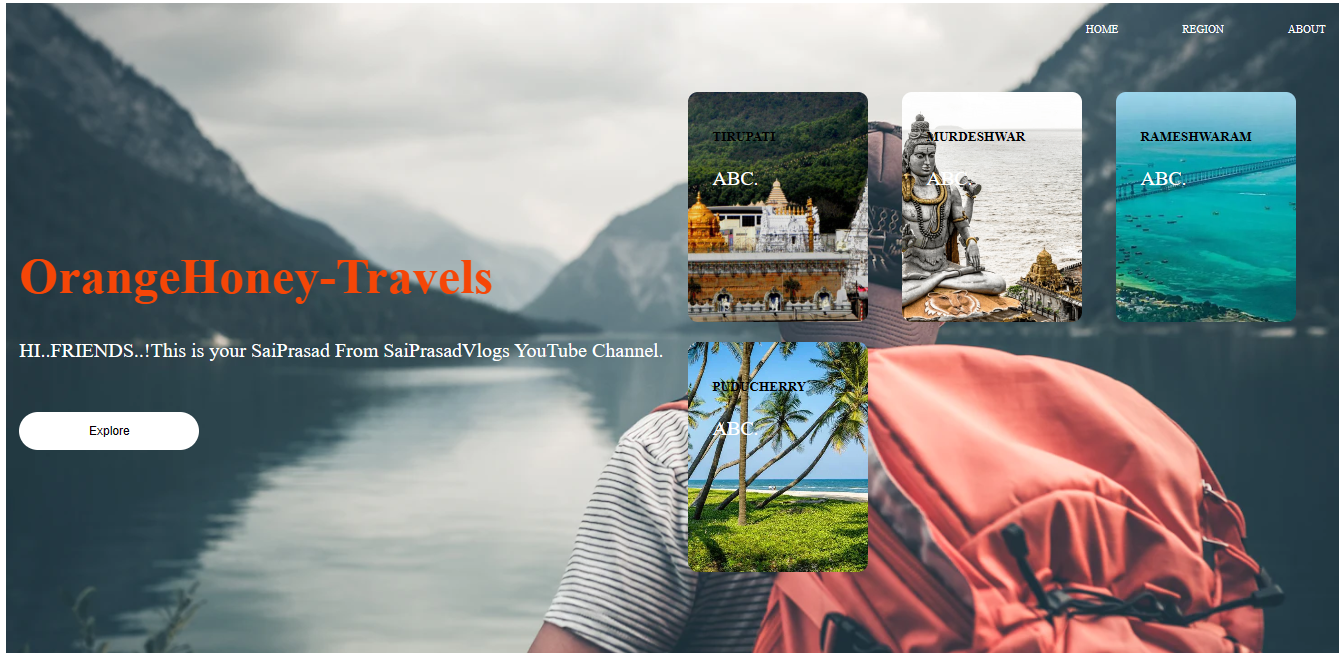 HOME REGION ABOUT
TIRUPATI
ABC.
MURDESHWAR
ABC.
RAMESHWARAM
ABC.
OrangeHoney-Travels
HI..FRIENDS..!This is your SaiPrasad From SaiPrasadVlogs YouTube Channel.
Explore
PUDUCHERRY
ABC.